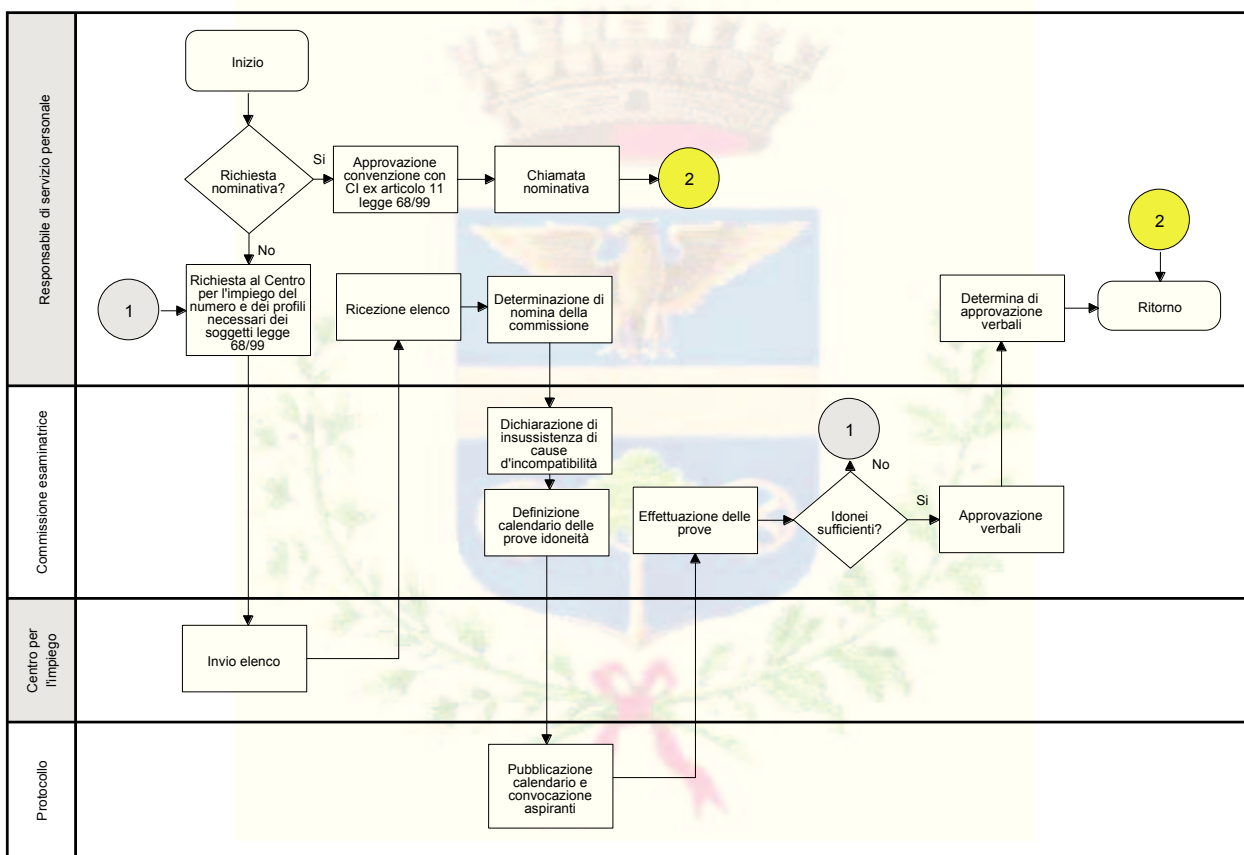 Responsabile di servizio personale
Inizio
Richiesta
nominativa?
Si
Approvazione
convenzione con
CI ex articolo 11
legge 68/99
Chiamata
nominativa
2
No
1
Richiesta al Centro
per l'impiego del
numero e dei profili
necessari dei
soggetti legge
68/99
Ricezione elenco
Determinazione di
nomina della
commissione
Determina di
approvazione
verbali
2
Ritorno
Commissione esaminatrice
Dichiarazione di
insussistenza di
cause
d'incompatibilità
Definizione
calendario delle
prove idoneità
Effettuazione delle
prove
1
No
Idonei
sufficienti?
Si
Approvazione
verbali
Centro per
l'impiego
Invio elenco
Protocollo
Pubblicazione
calendario e
convocazione
aspiranti